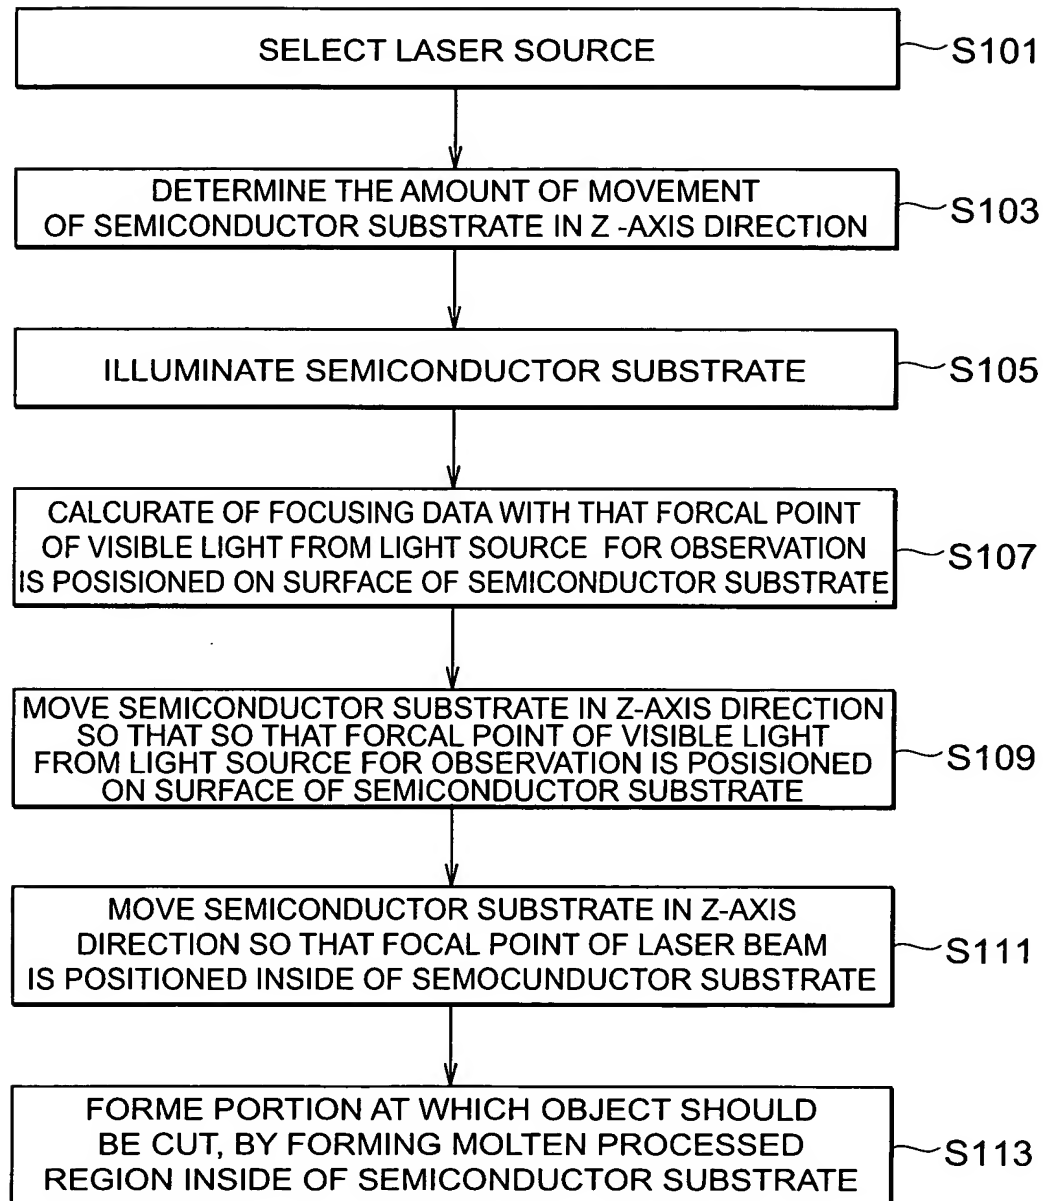 SELECT LASER SOURCE
S101
DETERMINE THE AMOUNT OF MOVEMENT
OF SEMICONDUCTOR SUBSTRATE IN Z -AXIS DIRECTION
S103
ILLUMINATE SEMICONDUCTOR SUBSTRATE
S105
CALCURATE OF FOCUSING DATA WITH THAT FORCAL POINT
OF VISIBLE LIGHT FROM LIGHT SOURCE FOR OBSERVATION
IS POSISIONED ON SURFACE OF SEMICONDUCTOR SUBSTRATE
S107
MOVE SEMICONDUCTOR SUBSTRATE IN Z-AXIS DIRECTION
SO THAT SO THAT FORCAL POINT OF VISIBLE LIGHT
FROM LIGHT SOURCE FOR OBSERVATION IS POSISIONED
ON SURFACE OF SEMICONDUCTOR SUBSTRATE
S109
MOVE SEMICONDUCTOR SUBSTRATE IN Z-AXIS
DIRECTION SO THAT FOCAL POINT OF LASER BEAM
IS POSITIONED INSIDE OF SEMOCUNDUCTOR SUBSTRATE
S111
FORME PORTION AT WHICH OBJECT SHOULD
BE CUT, BY FORMING MOLTEN PROCESSED
REGION INSIDE OF SEMICONDUCTOR SUBSTRATE
S113